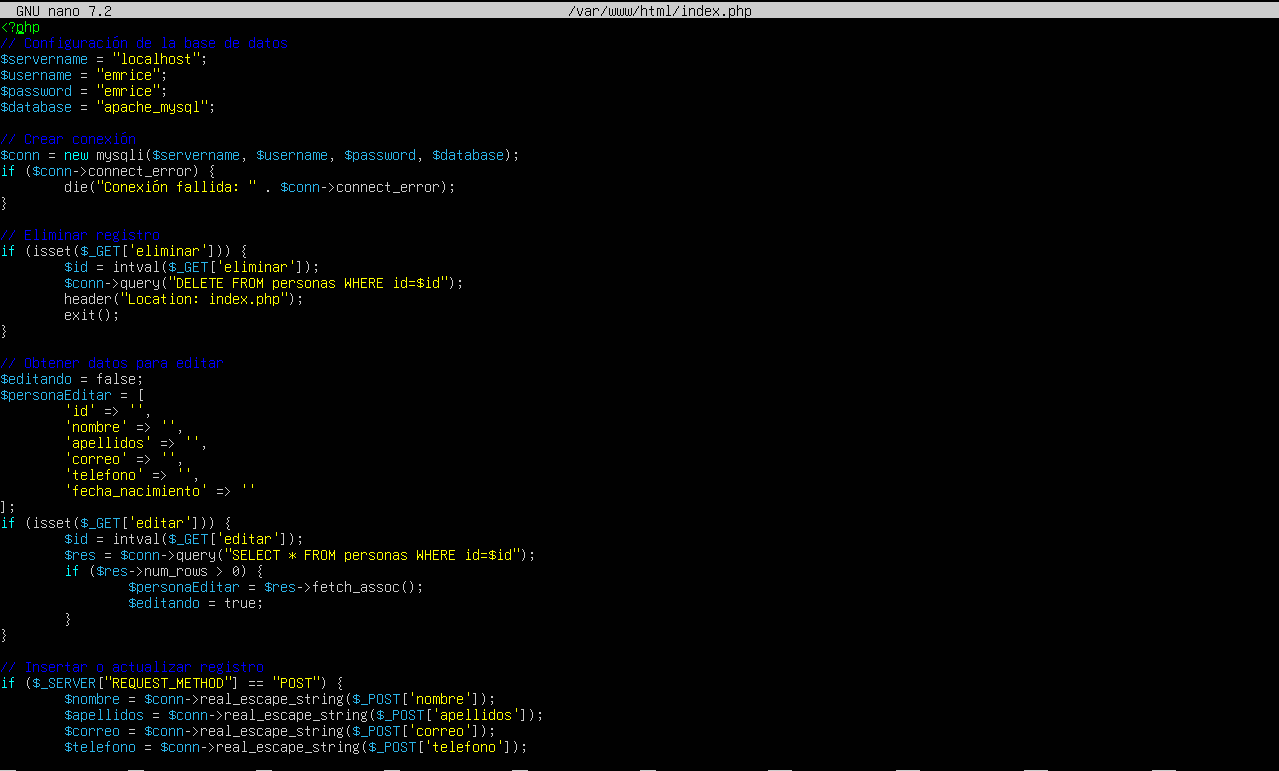 GNU nano 7.2 /var/www/html/index.php
<?php
// Configuración de la base de datos
$servername = "localhost";
$username = "emrice";
$password = "emrice";
$database = "apache_mysql";

// Crear conexión
$conn = new mysqli($servername, $username, $password, $database);
if ($conn->connect_error) {
        die("Conexión fallida: " . $conn->connect_error);
}

// Eliminar registro
if (isset($_GET['eliminar'])) {
        $id = intval($_GET['eliminar']);
        $conn->query("DELETE FROM personas WHERE id=$id");
        header("Location: index.php");
        exit();
}

// Obtener datos para editar
$editando = false;
$personaEditar = [
        'id' => '',
        'nombre' => '',
        'apellidos' => '',
        'correo' => '',
        'telefono' => '',
        'fecha_nacimiento' => ''
];
if (isset($_GET['editar'])) {
        $id = intval($_GET['editar']);
        $res = $conn->query("SELECT * FROM personas WHERE id=$id");
        if ($res->num_rows > 0) {
                $personaEditar = $res->fetch_assoc();
                $editando = true;
        }
}

// Insertar o actualizar registro
if ($_SERVER["REQUEST_METHOD"] == "POST") {
        $nombre = $conn->real_escape_string($_POST['nombre']);
        $apellidos = $conn->real_escape_string($_POST['apellidos']);
        $correo = $conn->real_escape_string($_POST['correo']);
        $telefono = $conn->real_escape_string($_POST['telefono']);